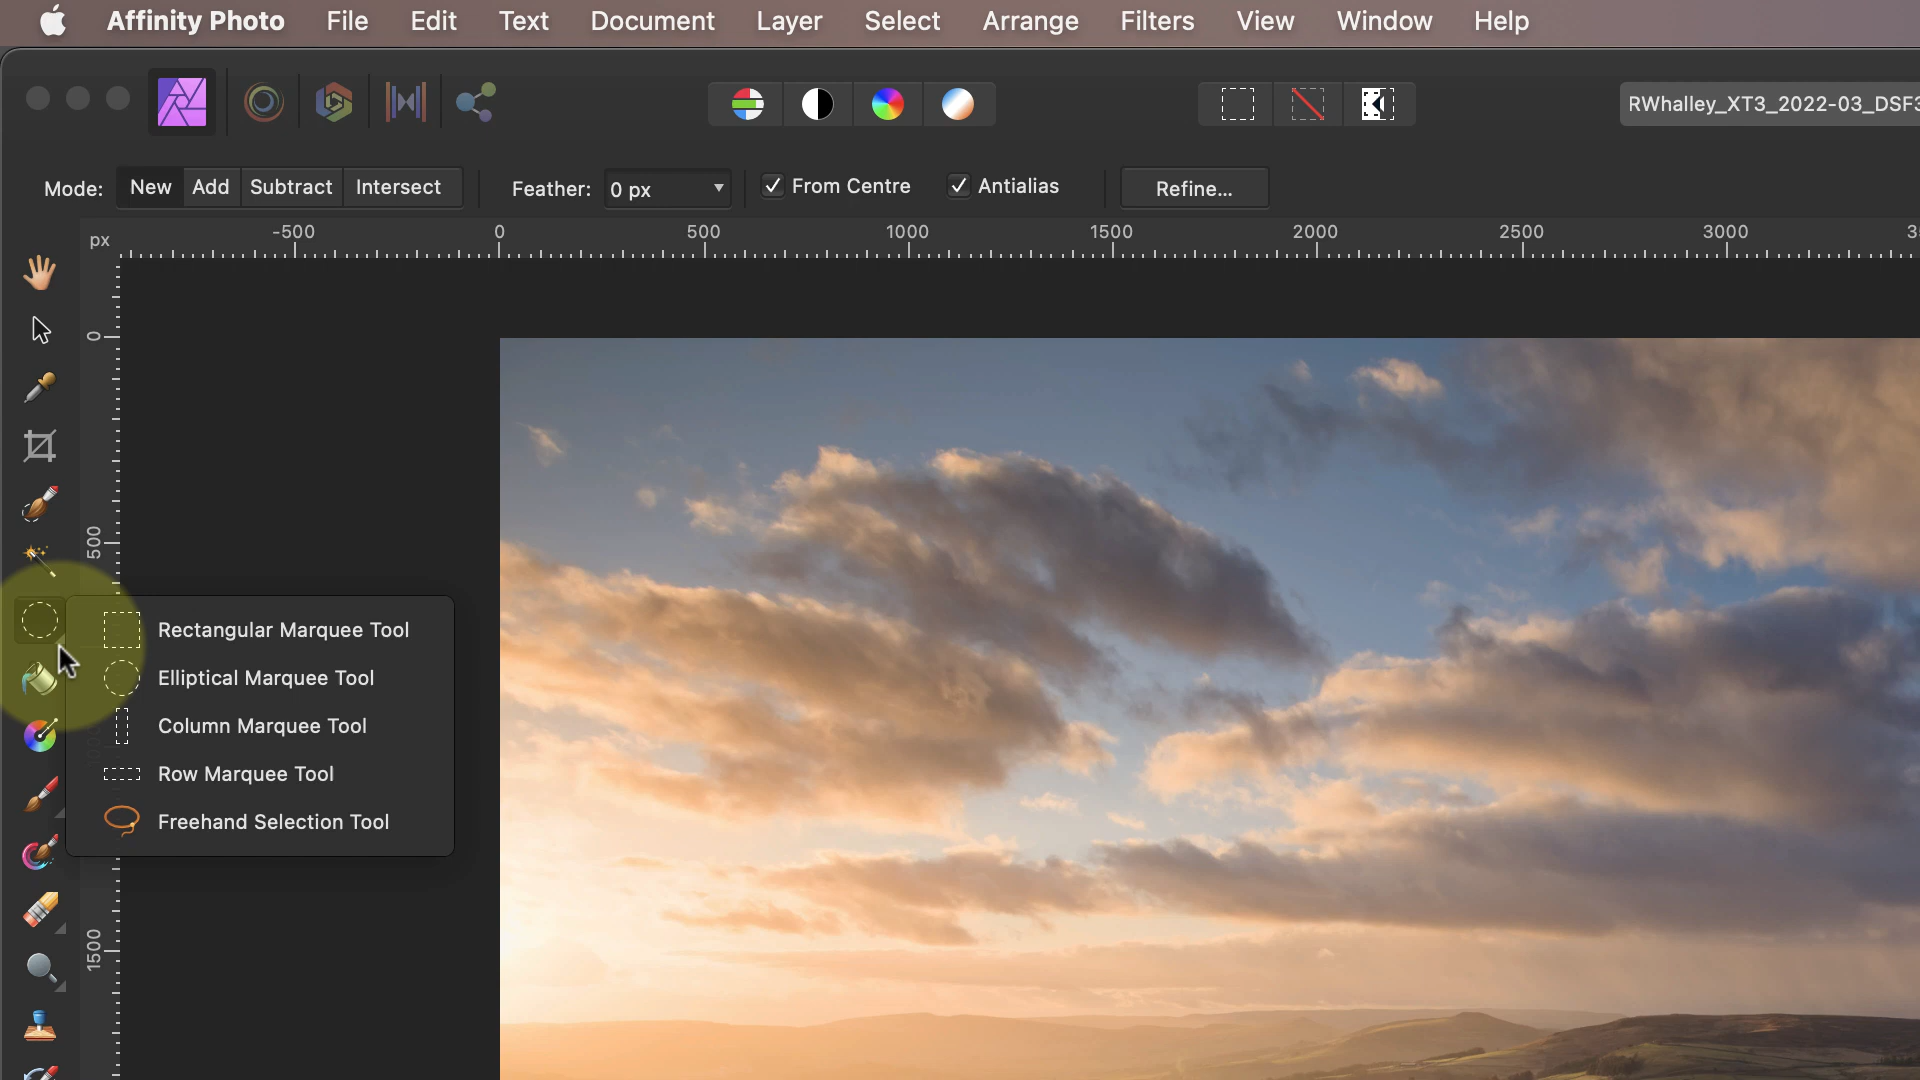 Affinity Photo File Edit Text Document Layer Select Arrange Filters View Window Help
RWhalley_XT3_2022-03_DSF3
Mode: New Add Subtract Intersect Feather: 0 px From Centre Antialias Refine...
px -500 0 500 1000 1500 2000 2500 3000
0
500
Rectangular Marquee Tool
Elliptical Marquee Tool
Column Marquee Tool
Row Marquee Tool
Freehand Selection Tool
1500